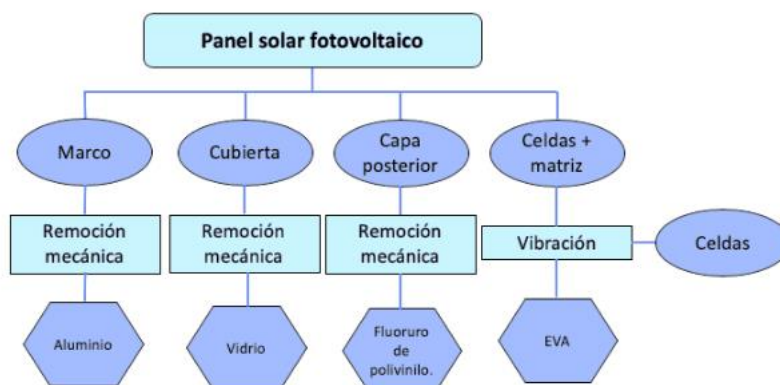 Panel solar fotovoltaico
Marco
Cubierta
Capa
posterior
Celdas +
matriz
Remoción
mecánica
Remoción
mecánica
Remoción
mecánica
Vibración
Celdas
Aluminio
Vidrio
Fluoruro
de
polivinilo.
EVA